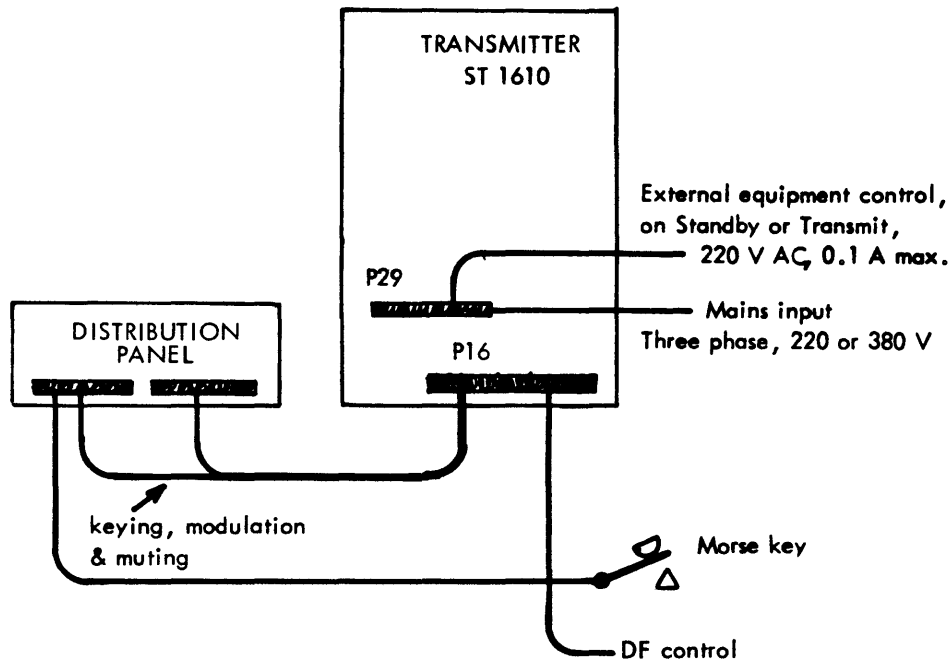 TRANSMITTER
ST 1610
External equipment control,
on Standby or Transmit,
220 V AC, 0.1 A max.
P29
Mains input
Three phase, 220 or 380 V
DISTRIBUTION
PANEL
P16
keying, modulation
& muting
Morse key
DF control